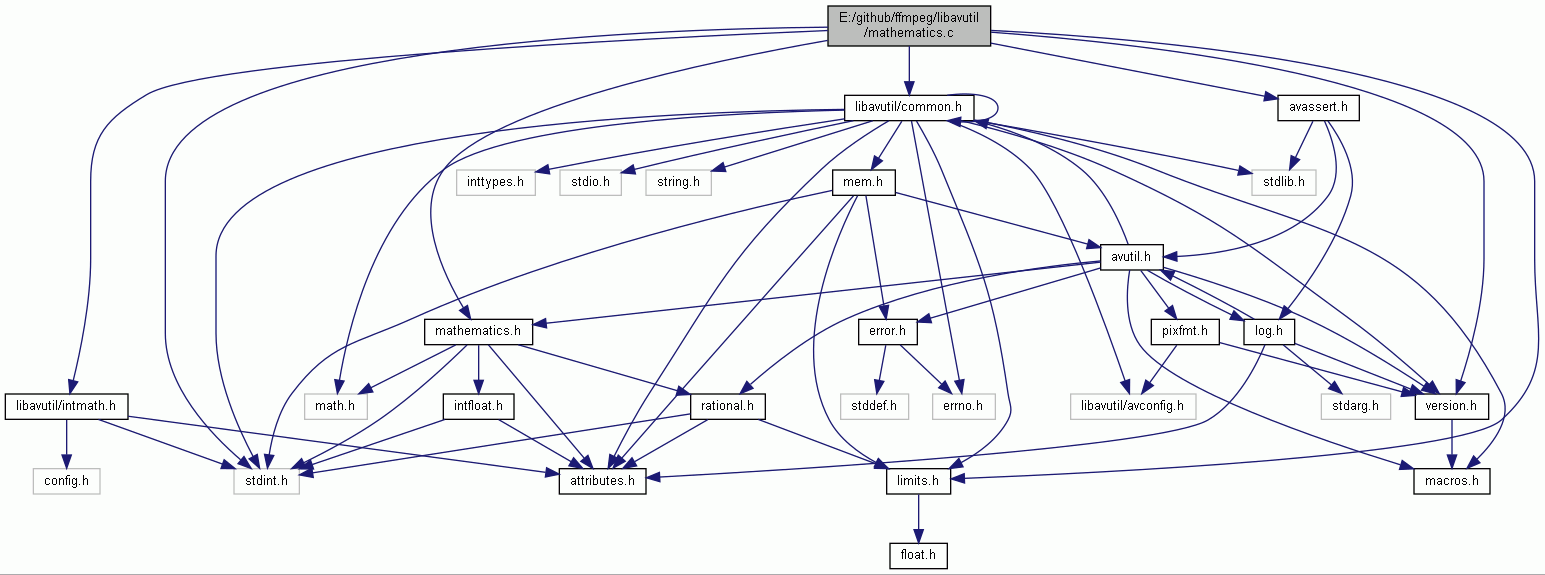 E:/github/ffmpeg/libavutil
/mathematics.c
libavutil/common.h
avassert.h
inttypes.h
stdio.h
string.h
mem.h
stdlib.h
avutil.h
mathematics.h
error.h
pixfmt.h
log.h
libavutil/intmath.h
math.h
intfloat.h
rational.h
stddef.h
errno.h
libavutil/avconfig.h
stdarg.h
version.h
config.h
stdint.h
attributes.h
limits.h
macros.h
float.h